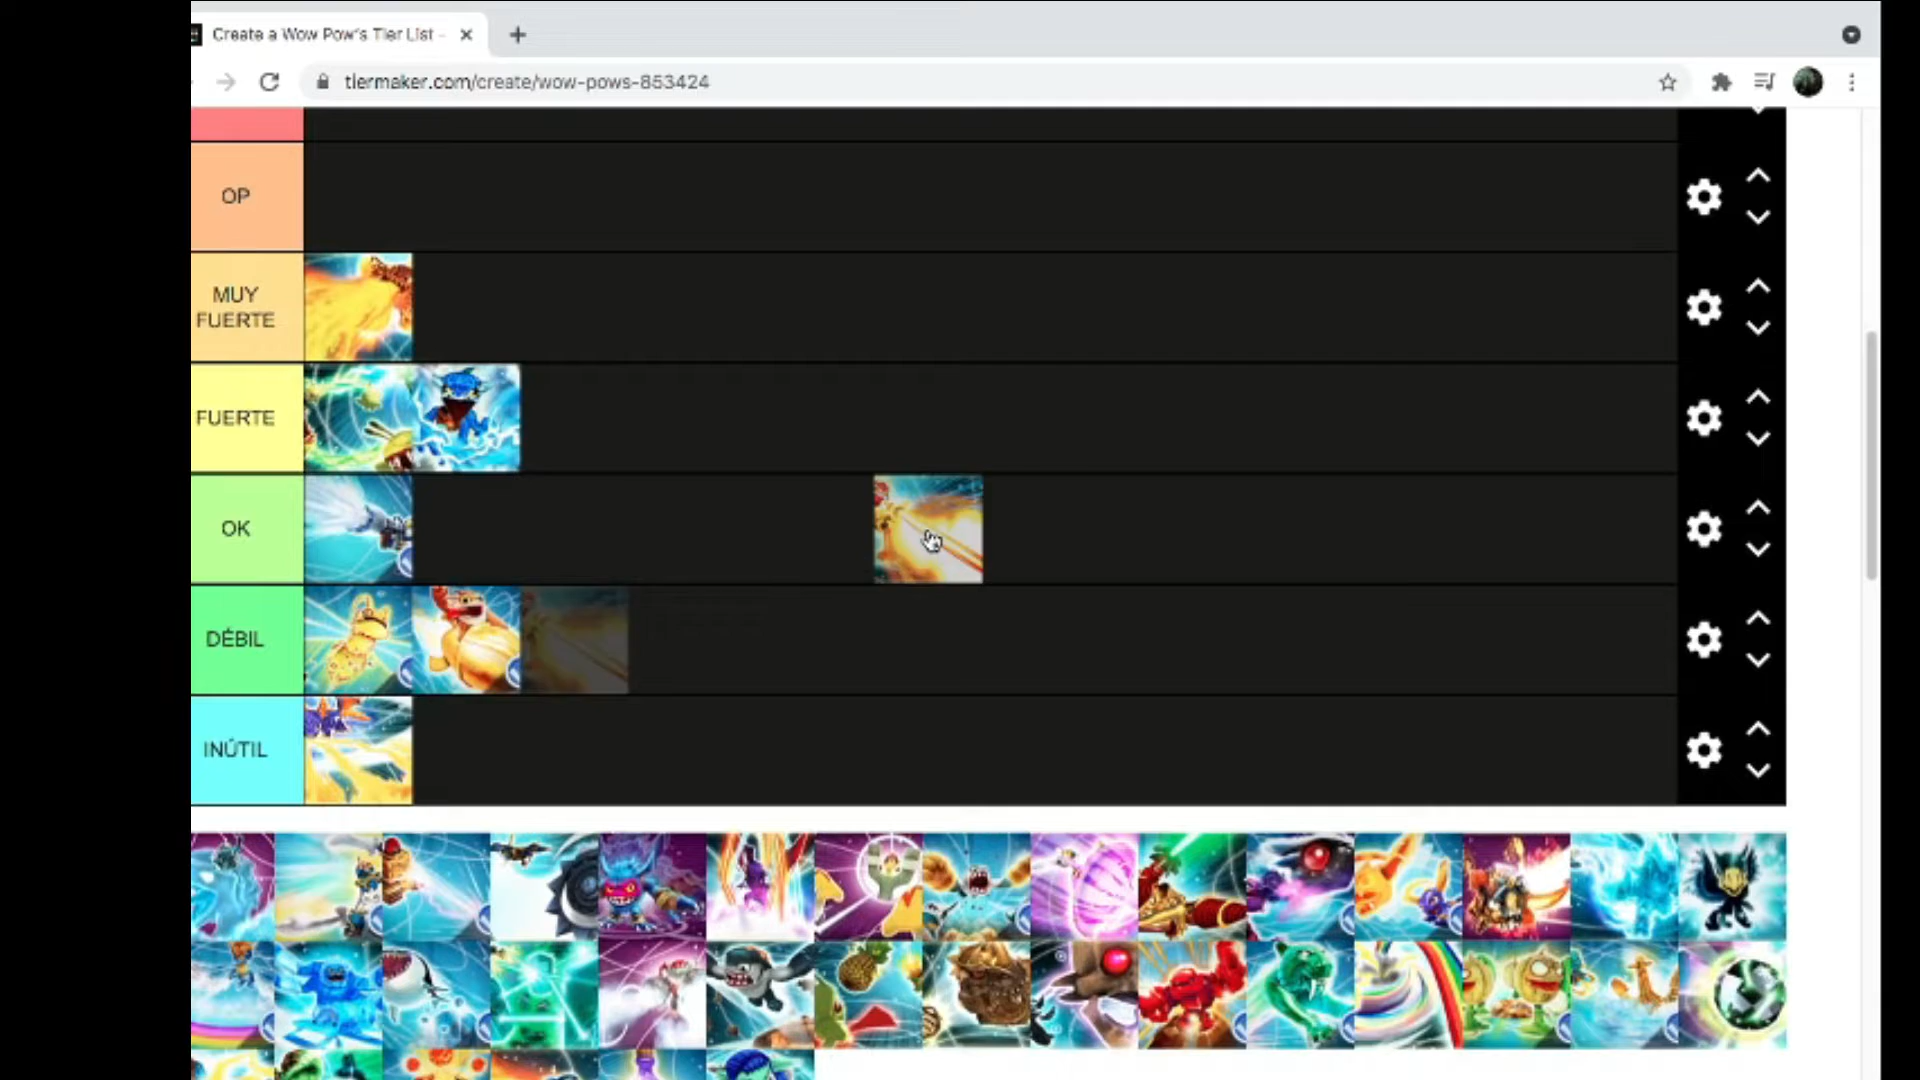 Create a Wow Pow's Tier List -
tiermaker.com/create/wow-pows-853424
OP
MUY
FUERTE
FUERTE
OK
DÉBIL
INÚTIL